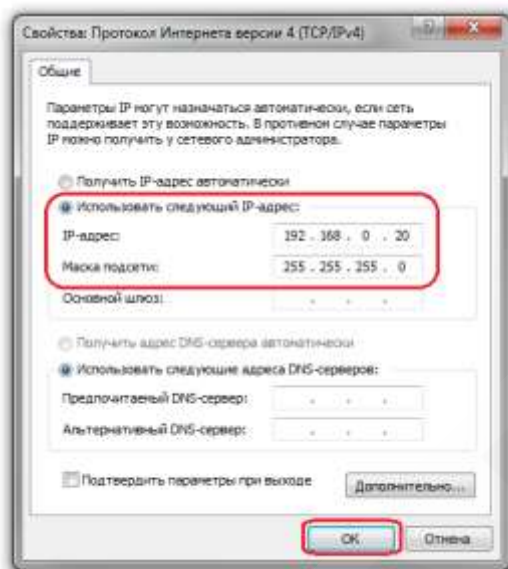 Свойства: Протокол Интернета версии 4 (TCP/IPv4)
Общие
Параметры IP могут назначаться автоматически, если сеть
поддерживает эту возможность. В противном случае параметры
IP можно получить у сетевого администратора.
Получить IP-адрес автоматически
Использовать следующий IP-адрес:
IP-адрес: 192 . 168 . 0 . 20
Маска подсети: 255 . 255 . 255 . 0
Основной шлюз: . . .
Получить адрес DNS-сервера автоматически
Использовать следующие адреса DNS-серверов:
Предпочитаемый DNS-сервер: . . .
Альтернативный DNS-сервер: . . .
Подтвердить параметры при выходе
Дополнительно...
ОК
Отмена